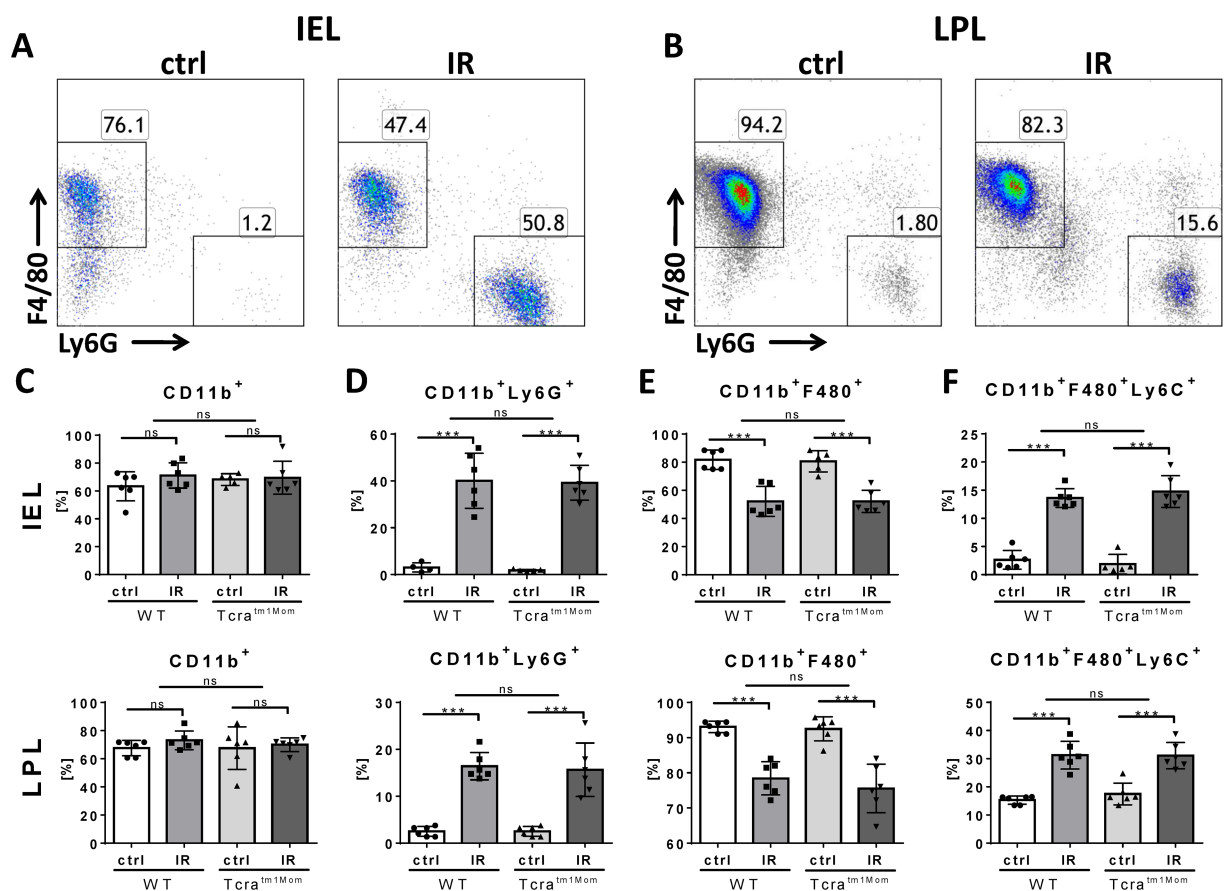 IEL
LPL
A
ctrl
IR
B
ctrl
IR
76.1
47.4
94.2
82.3
1.2
50.8
1.80
15.6
F4/80
F4/80
Ly6G
Ly6G
C
CD11b+
D
CD11b+Ly6G+
E
CD11b+F480+
F
CD11b+F480+Ly6C+
IEL
[%]
100
80
60
40
20
0
ns
ns
ns
ctrl IR ctrl IR
WT Tcratm1Mom
[%]
60
40
20
0
ns
***
***
ctrl IR ctrl IR
WT Tcratm1Mom
[%]
100
80
60
40
20
0
ns
***
***
ctrl IR ctrl IR
WT Tcratm1Mom
[%]
25
20
15
10
5
0
ns
***
***
ctrl IR ctrl IR
WT Tcratm1Mom
LPL
CD11b+
[%]
100
80
60
40
20
0
ns
ns
ns
ctrl IR ctrl IR
WT Tcratm1Mom
CD11b+Ly6G+
[%]
30
20
10
0
ns
***
***
ctrl IR ctrl IR
WT Tcratm1Mom
CD11b+F480+
[%]
100
90
80
70
60
ns
***
***
ctrl IR ctrl IR
WT Tcratm1Mom
CD11b+F480+Ly6C+
[%]
50
40
30
20
10
0
ns
***
***
ctrl IR ctrl IR
WT Tcratm1Mom